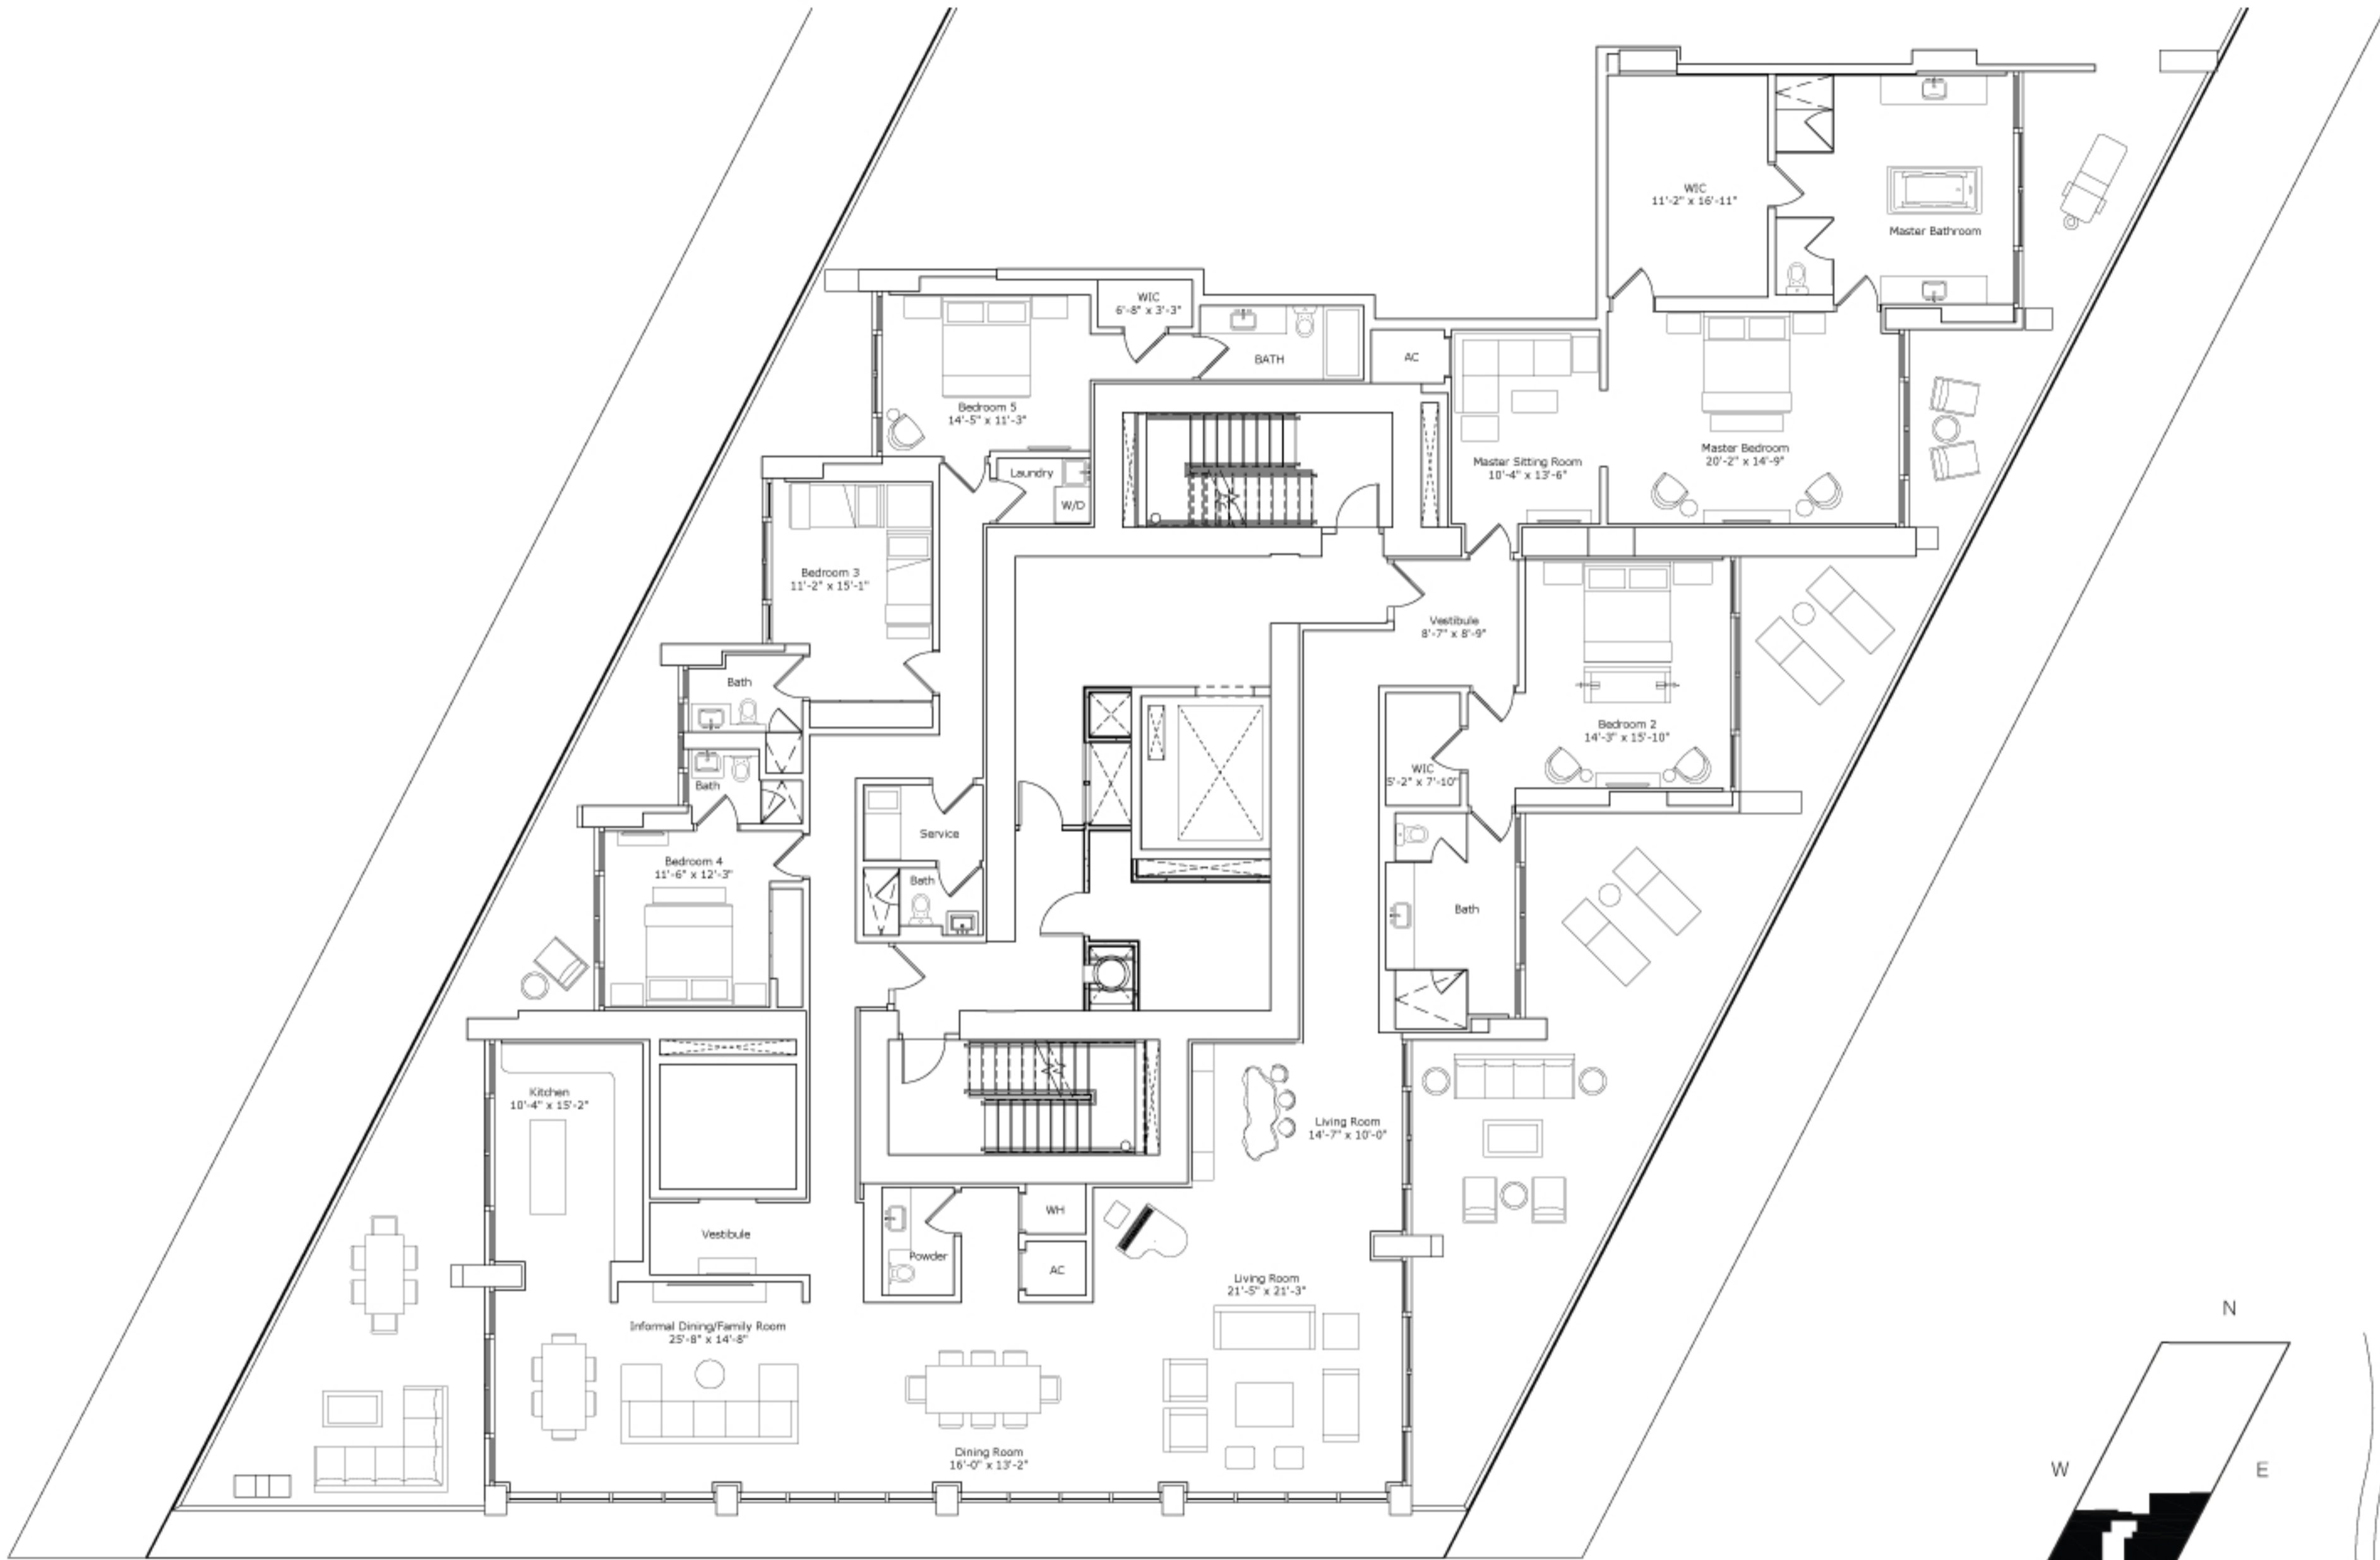 WIC
11'-2" x 16'-11"
Master Bathroom
WIC
6'-8" x 3'-3"
BATH
AC
Bedroom 5
14'-5" x 11'-3"
Master Bedroom
20'-2" x 14'-9"
Master Sitting Room
10'-4" x 13'-6"
Laundry
W/D
Bedroom 3
11'-2" x 15'-1"
Vestibule
8'-7" x 8'-9"
Bath
Bedroom 2
14'-3" x 15'-10"
WIC
5'-2" x 7'-10"
Bath
Service
Bedroom 4
11'-6" x 12'-3"
Bath
Bath
Kitchen
10'-4" x 15'-2"
Living Room
14'-7" x 10'-0"
WH
Vestibule
Powder
AC
Living Room
21'-5" x 21'-3"
Informal Dining/Family Room
25'-8" x 14'-8"
Dining Room
16'-0" x 13'-2"
N
W
E